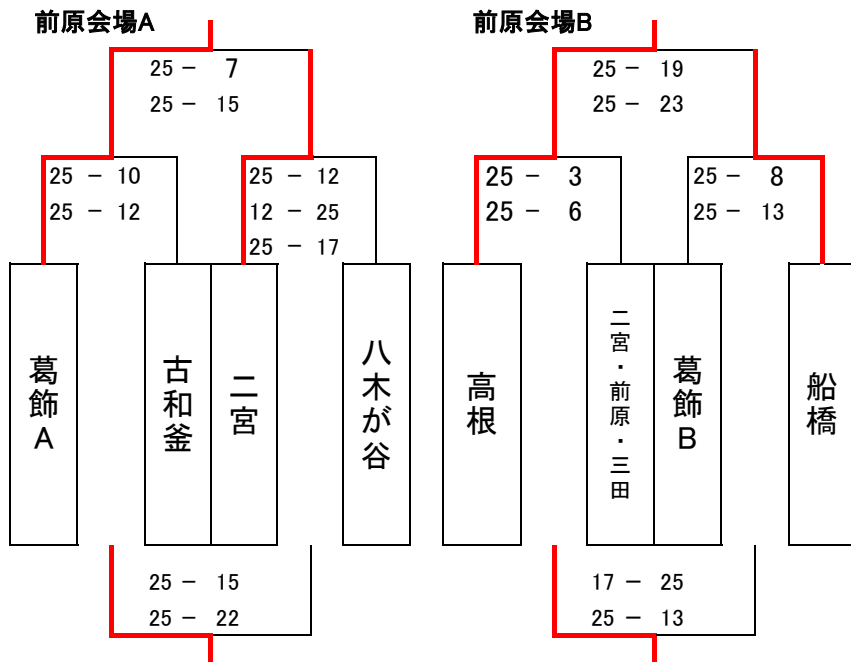 前原会場A
前原会場B
25 － 7
25 － 15
25 － 19
25 － 23
25 － 10
25 － 12
25 － 12
12 － 25
25 － 17
25 － 3
25 － 6
25 － 8
25 － 13
葛飾A
古和釜
二宮
八木が谷
高根
二宮・前原・三田
葛飾B
船橋
25 － 15
25 － 22
17 － 25
25 － 13